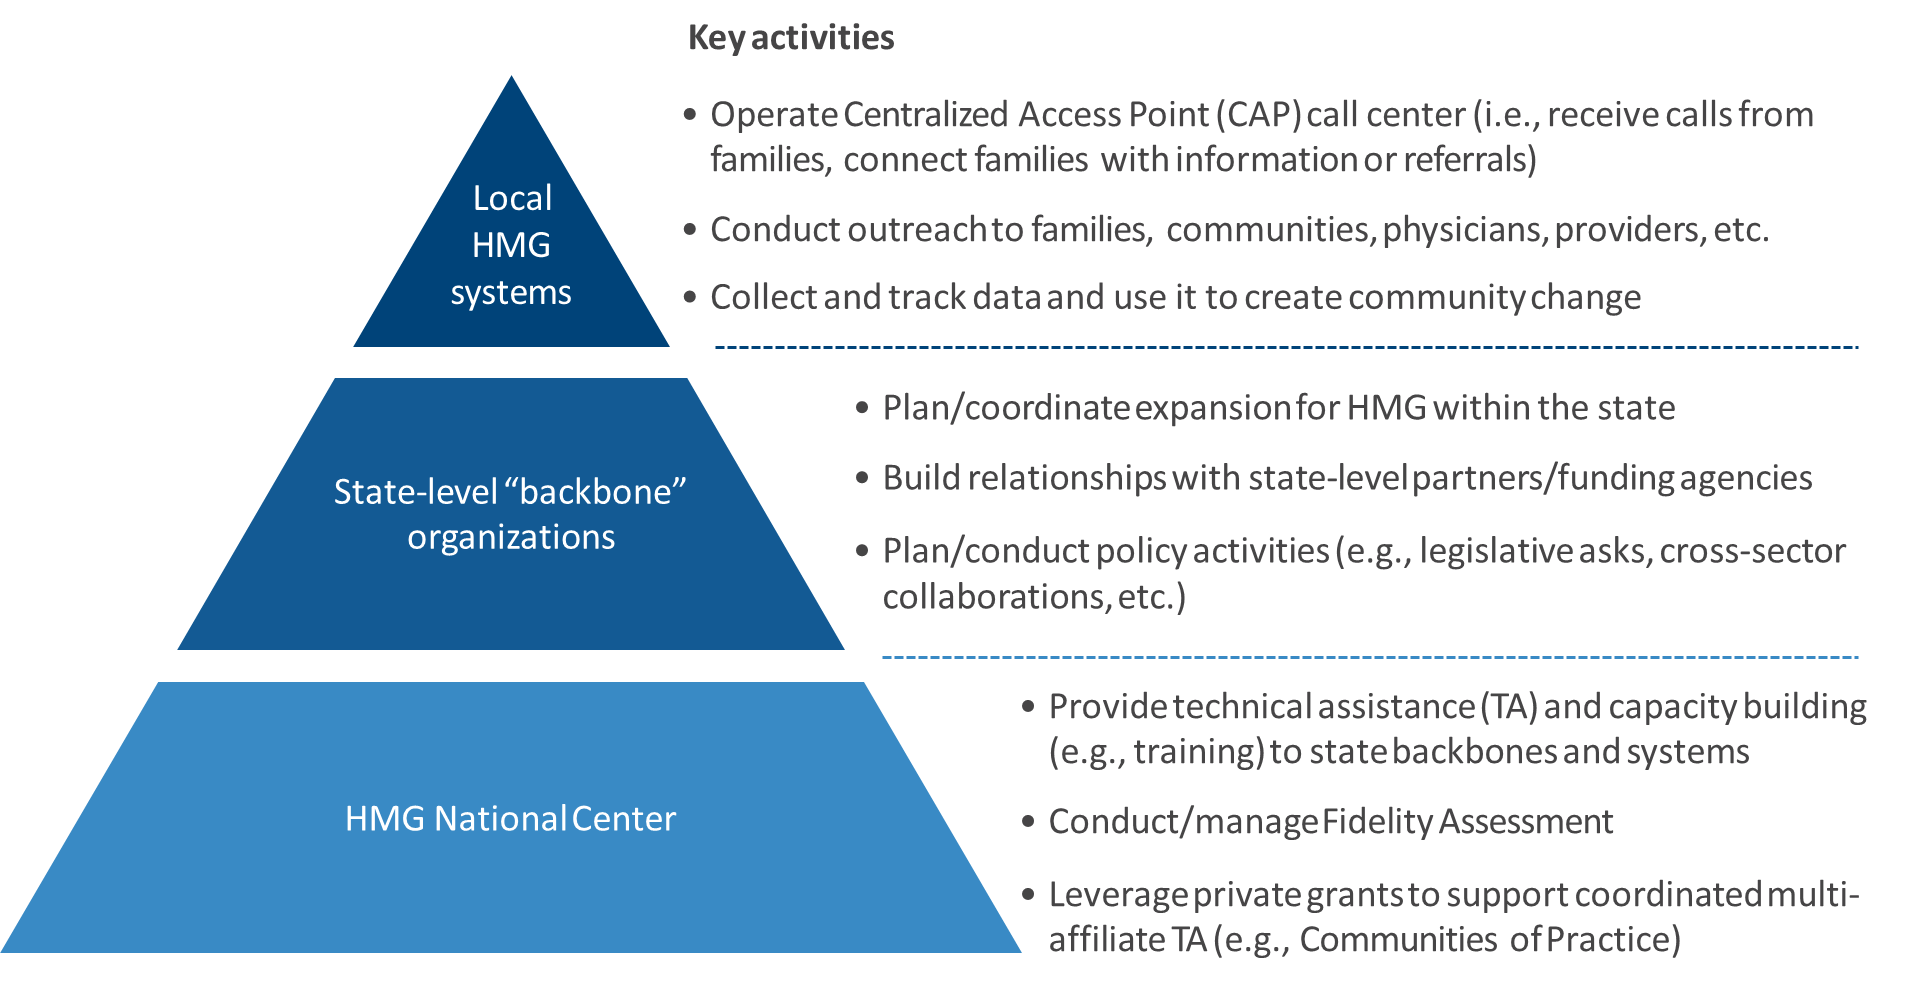 Key activities
Local
HMG
systems
• Operate Centralized Access Point (CAP) call center (i.e., receive calls from
families, connect families with information or referrals)
• Conduct outreach to families, communities, physicians, providers, etc.
• Collect and track data and use it to create community change
State-level “backbone”
organizations
• Plan/coordinate expansion for HMG within the state
• Build relationships with state-level partners/funding agencies
• Plan/conduct policy activities (e.g., legislative asks, cross-sector
collaborations, etc.)
HMG National Center
• Provide technical assistance (TA) and capacity building
(e.g., training) to state backbones and systems
• Conduct/manage Fidelity Assessment
• Leverage private grants to support coordinated multi-
affiliate TA (e.g., Communities of Practice)